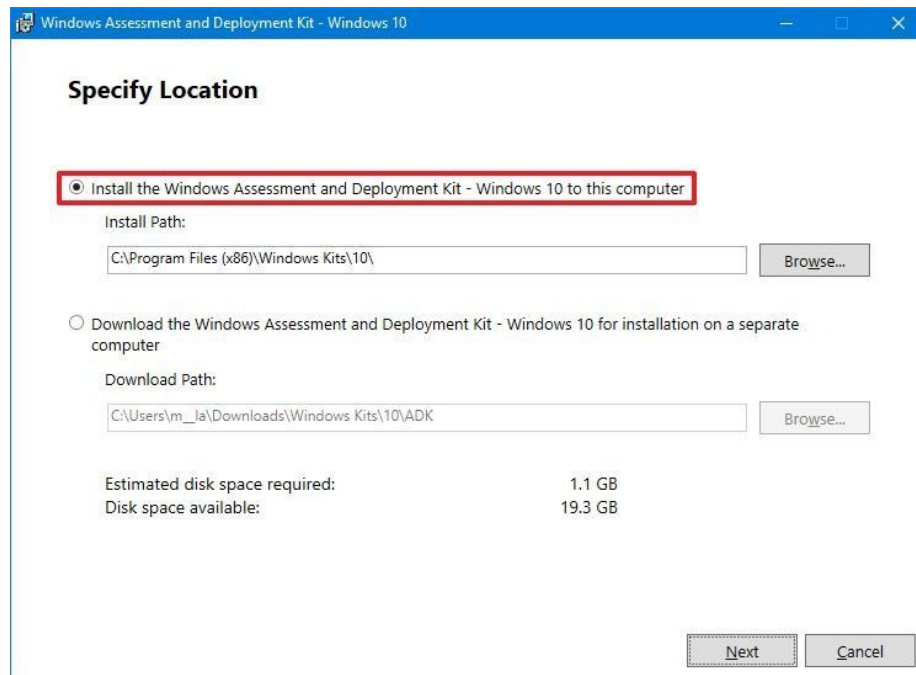 Windows Assessment and Deployment Kit - Windows 10
Specify Location
Install the Windows Assessment and Deployment Kit - Windows 10 to this computer
Install Path:
C:\Program Files (x86)\Windows Kits\10\
Browse...
Download the Windows Assessment and Deployment Kit - Windows 10 for installation on a separate
computer
Download Path:
C:\Users\m__la\Downloads\Windows Kits\10\ADK
Browse...
Estimated disk space required: 1.1 GB
Disk space available: 19.3 GB
Next Cancel